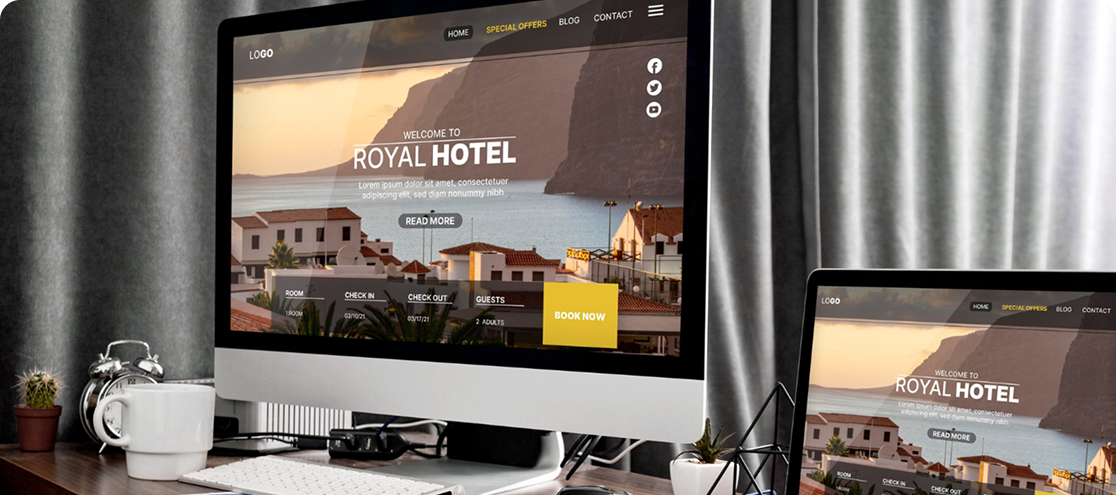 LOGO
HOME SPECIAL OFFERS BLOG CONTACT
WELCOME TO
ROYAL HOTEL
Lorem ipsum dolor sit amet, consectetuer
adipiscing elit, sed diem nonummy nibh
READ MORE
ROOM CHECK IN CHECK OUT GUESTS
1 ROOM 03/10/21 03/17/21 2 ADULTS
BOOK NOW
LOGO
HOME SPECIAL OFFERS BLOG CONTACT
WELCOME TO
ROYAL HOTEL
Lorem ipsum dolor sit amet, consectetuer
adipiscing elit, sed diem nonummy nibh
READ MORE
ROOM CHECK IN CHECK OUT